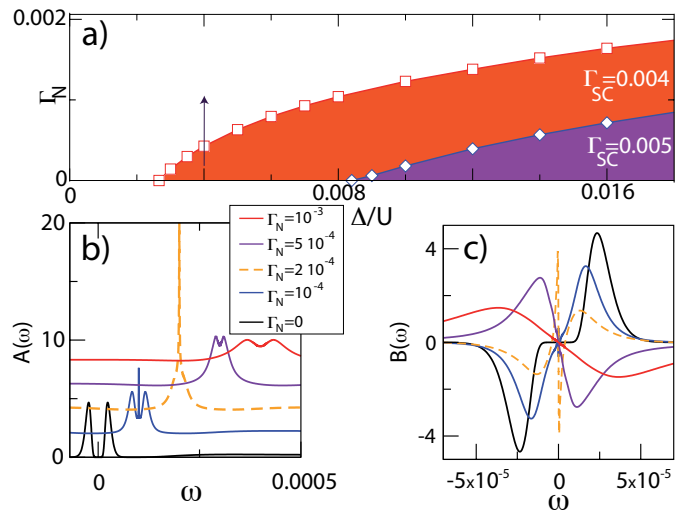 0.002
a)
Γ_N
Γ_SC=0.004
Γ_SC=0.005
0
0
0.008
Δ/U
0.016
b)
20
10
0
A(ω)
0
ω
0.0005
Γ_N=10^-3
Γ_N=5 10^-4
Γ_N=2 10^-4
Γ_N=10^-4
Γ_N=0
c)
4
0
-4
B(ω)
-5x10^-5
0
5x10^-5
ω